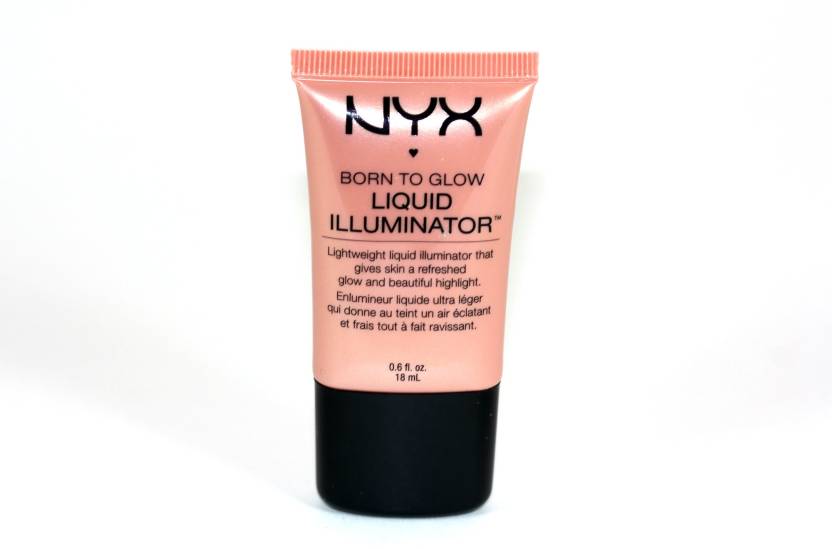 NYX
BORN TO GLOW
LIQUID
ILLUMINATOR™
Lightweight liquid illuminator that
gives skin a refreshed
glow and beautiful highlight.
Enlumineur liquide ultra léger
qui donne au teint un air éclatant
et frais tout à fait ravissant.
0.6 fl. oz.
18 mL